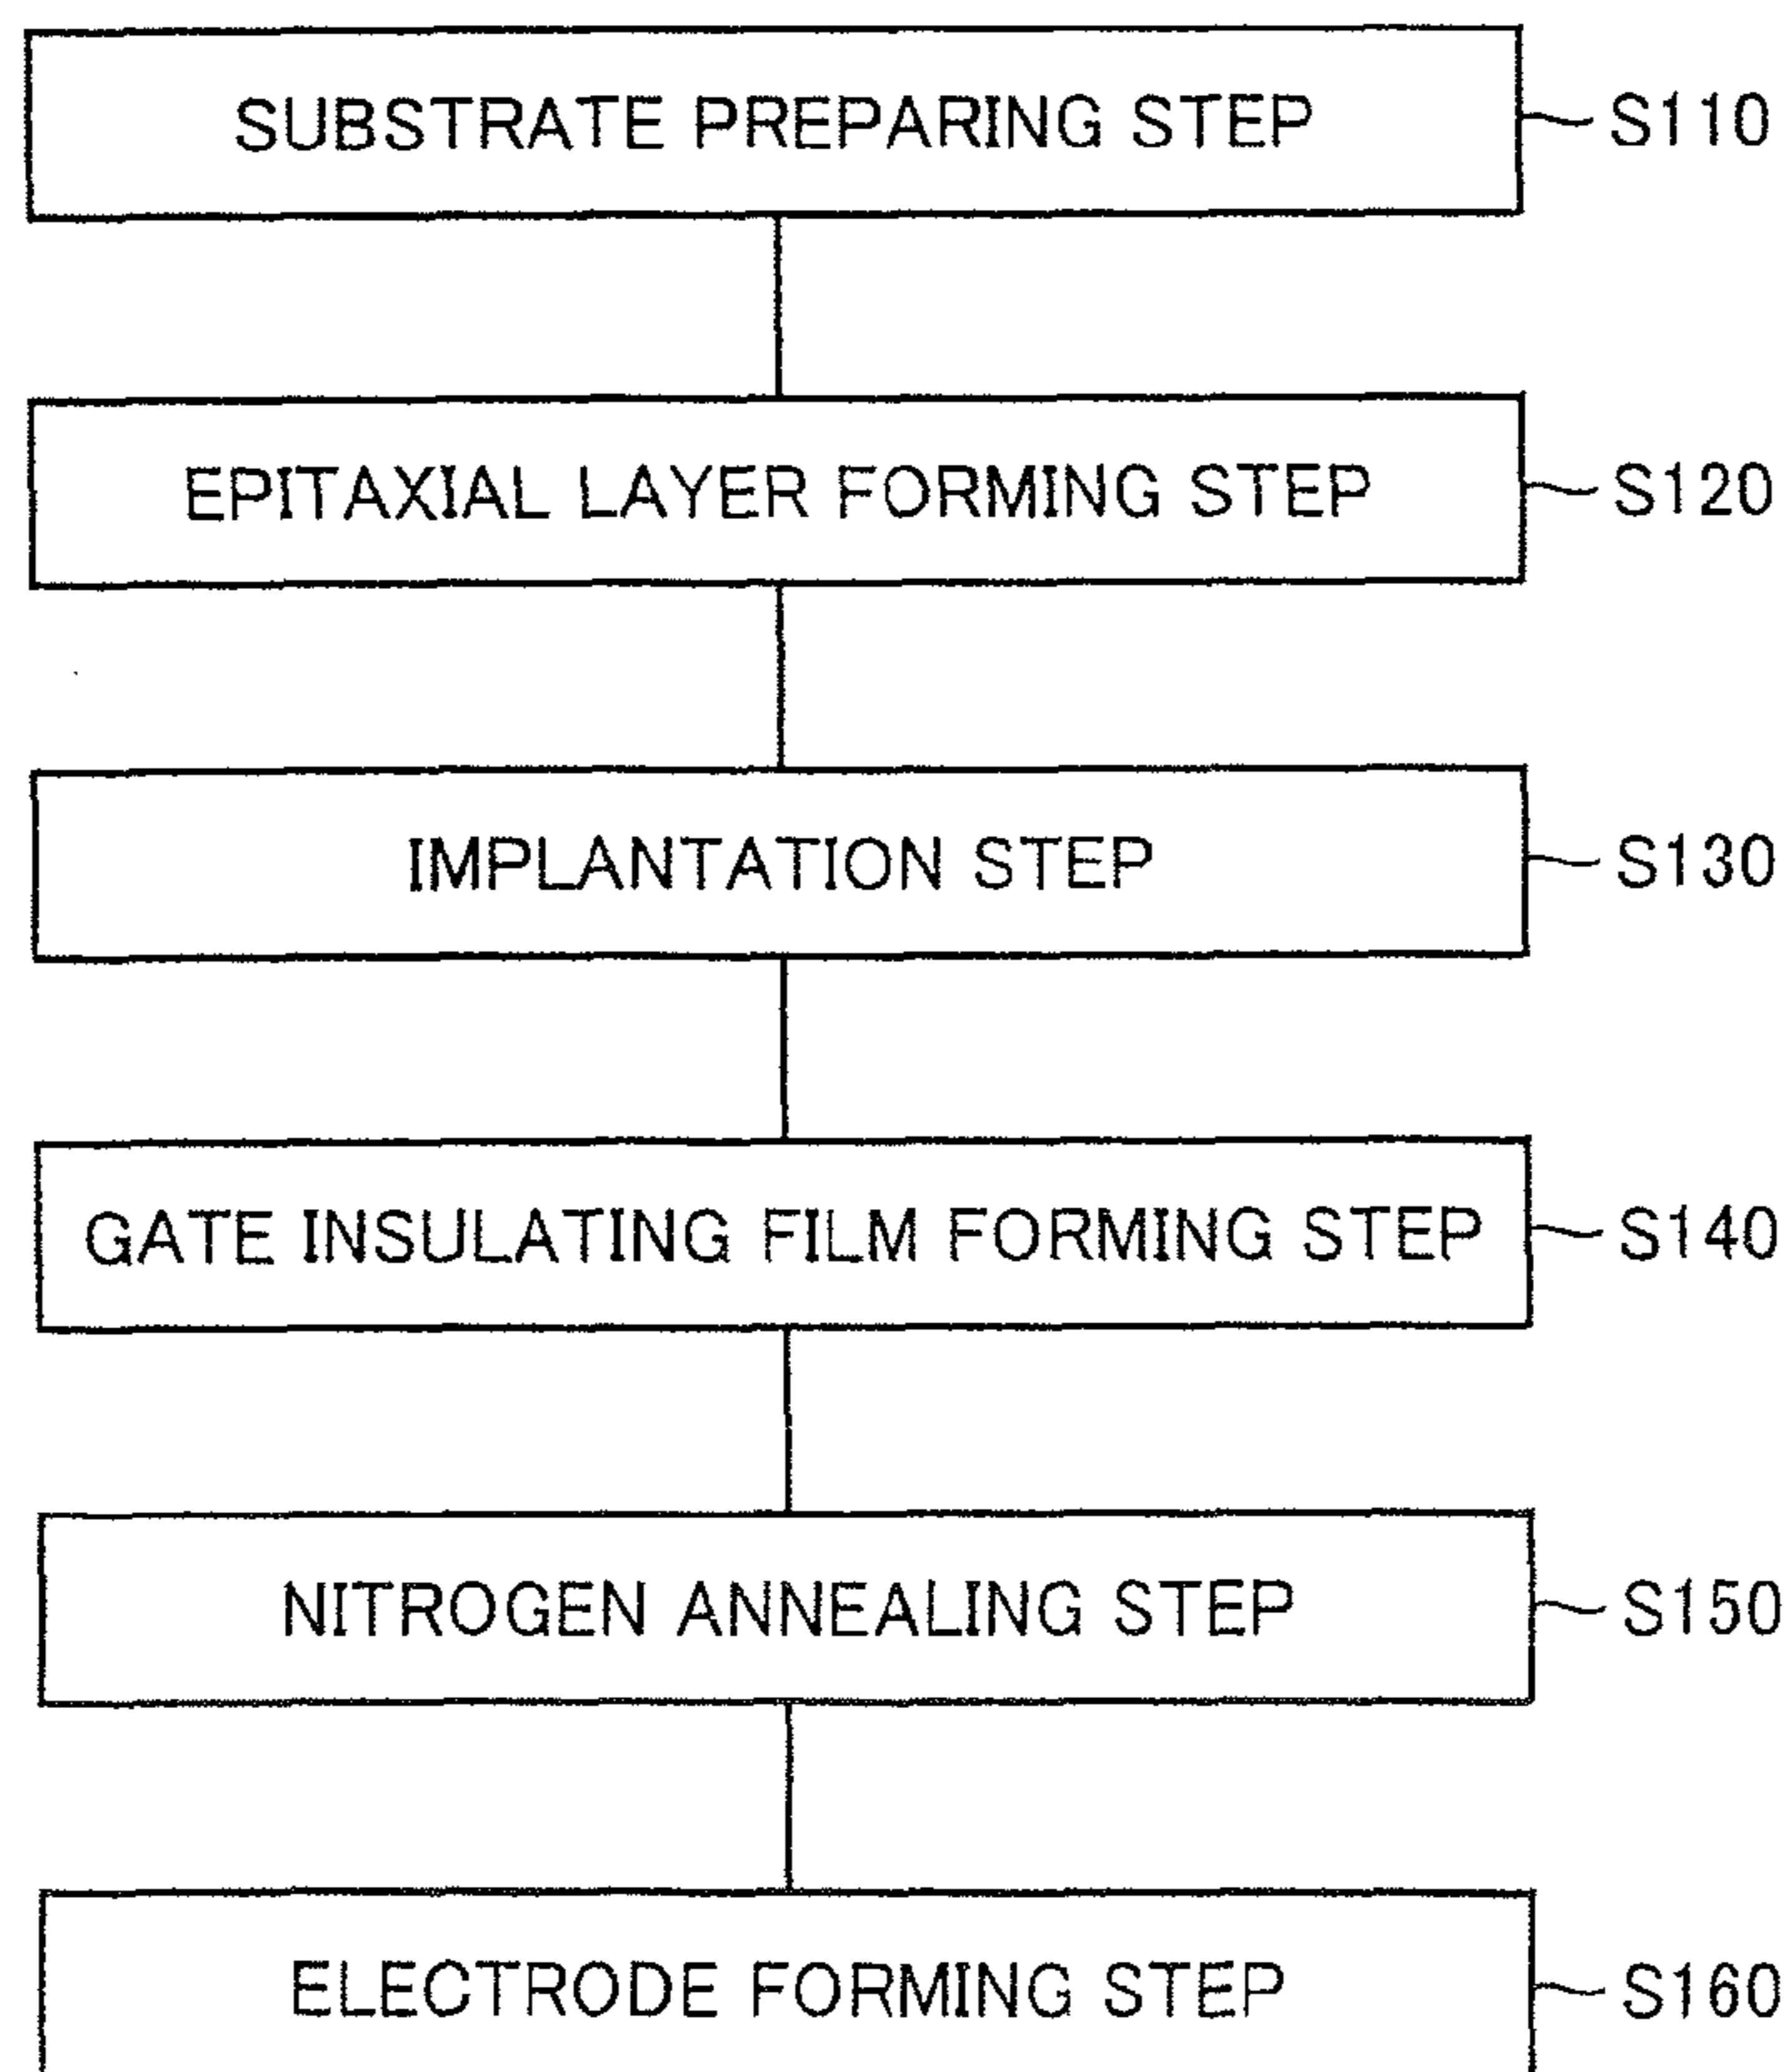 SUBSTRATE PREPARING STEP S110
EPITAXIAL LAYER FORMING STEP S120
IMPLANTATION STEP S130
GATE INSULATING FILM FORMING STEP S140
NITROGEN ANNEALING STEP S150
ELECTRODE FORMING STEP S160